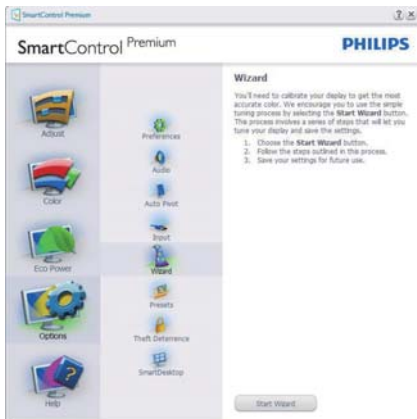 SmartControl Premium
SmartControl Premium
PHILIPS
Adjust
Color
Eco Power
Options
Help
Preferences
Audio
Auto Pivot
Input
Wizard
Presets
Theft Deterrence
SmartDesktop
Wizard
You'll need to calibrate your display to get the most
accurate color. We encourage you to use the simple
tuning process by selecting the Start Wizard button.
The process involves a series of steps that will let you
tune your display and save the settings.
1. Choose the Start Wizard button.
2. Follow the steps outlined in this process.
3. Save your settings for future use.
Start Wizard